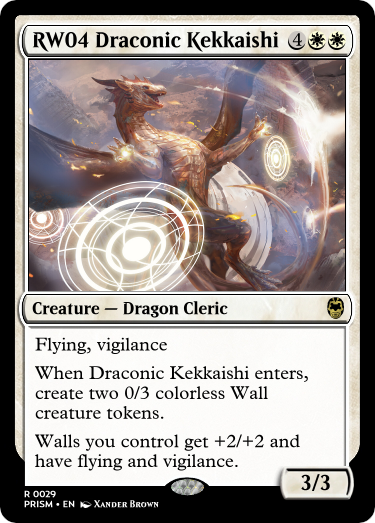 RW04 Draconic Kekkaishi 4
Creature — Dragon Cleric
Flying, vigilance
When Draconic Kekkaishi enters,
create two 0/3 colorless Wall
creature tokens.
Walls you control get +2/+2 and
have flying and vigilance.
3/3
R 0029
PRISM • EN Xander Brown